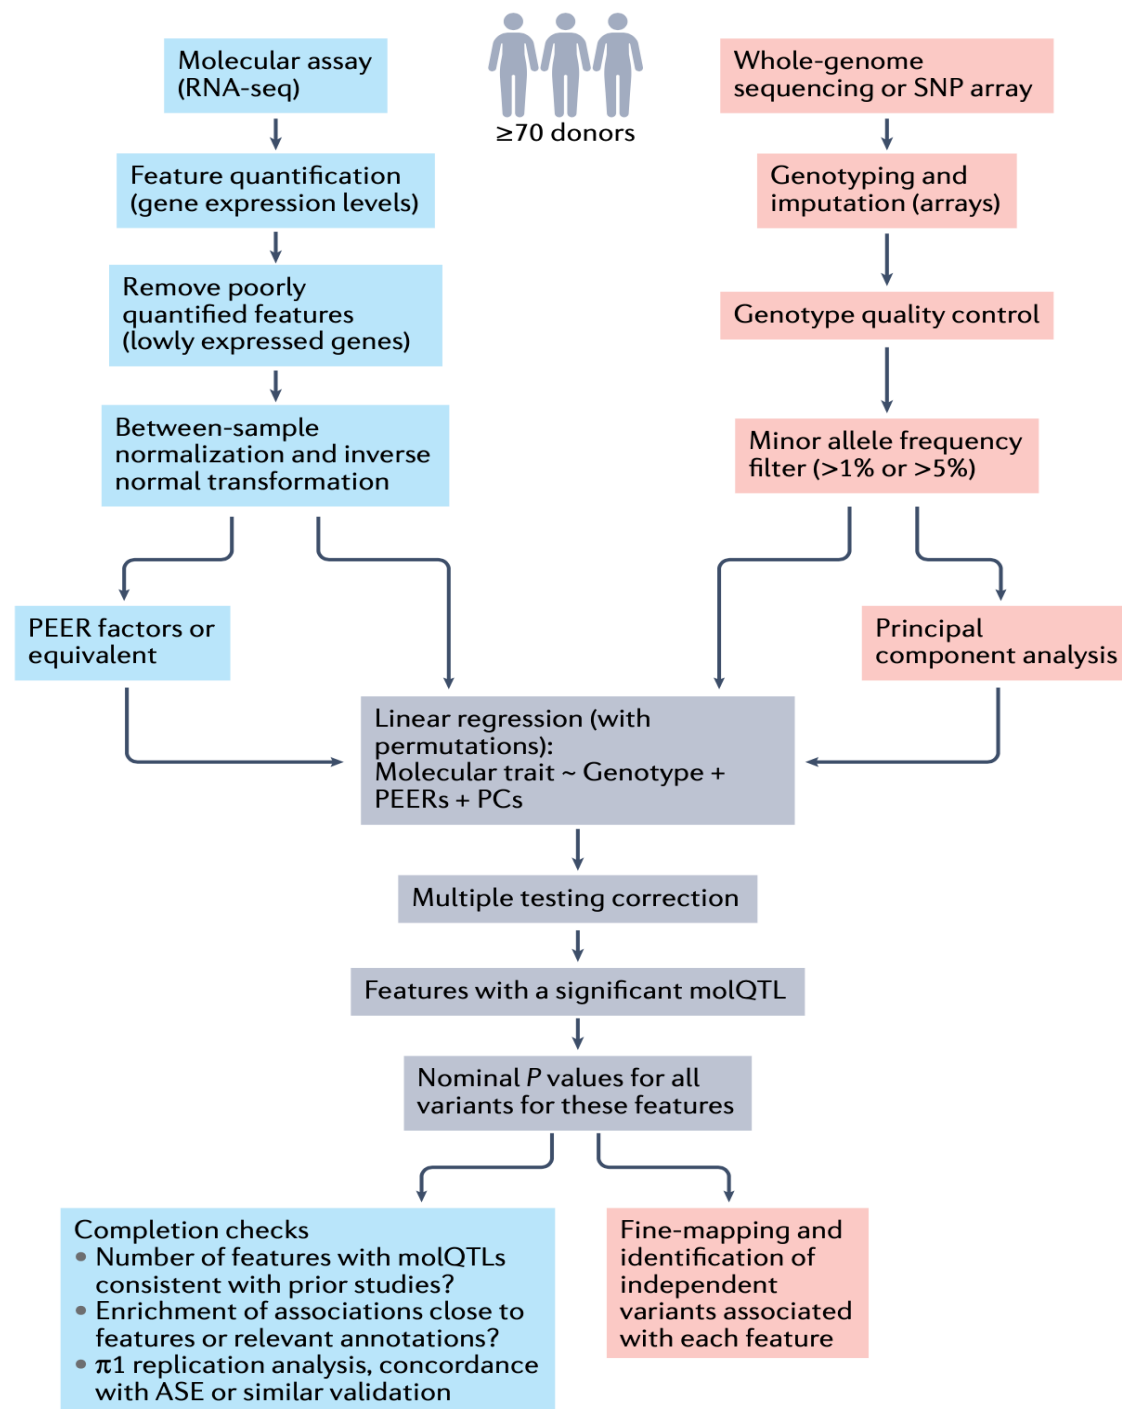 Molecular assay
(RNA-seq)
≥70 donors
Whole-genome
sequencing or SNP array
Feature quantification
(gene expression levels)
Genotyping and
imputation (arrays)
Remove poorly
quantified features
(lowly expressed genes)
Genotype quality control
Between-sample
normalization and inverse
normal transformation
Minor allele frequency
filter (>1% or >5%)
PEER factors or
equivalent
Principal
component analysis
Linear regression (with
permutations):
Molecular trait ~ Genotype +
PEERs + PCs
Multiple testing correction
Features with a significant molQTL
Nominal P values for all
variants for these features
Completion checks
• Number of features with molQTLs
consistent with prior studies?
• Enrichment of associations close to
features or relevant annotations?
• π1 replication analysis, concordance
with ASE or similar validation
Fine-mapping and
identification of
independent
variants associated
with each feature